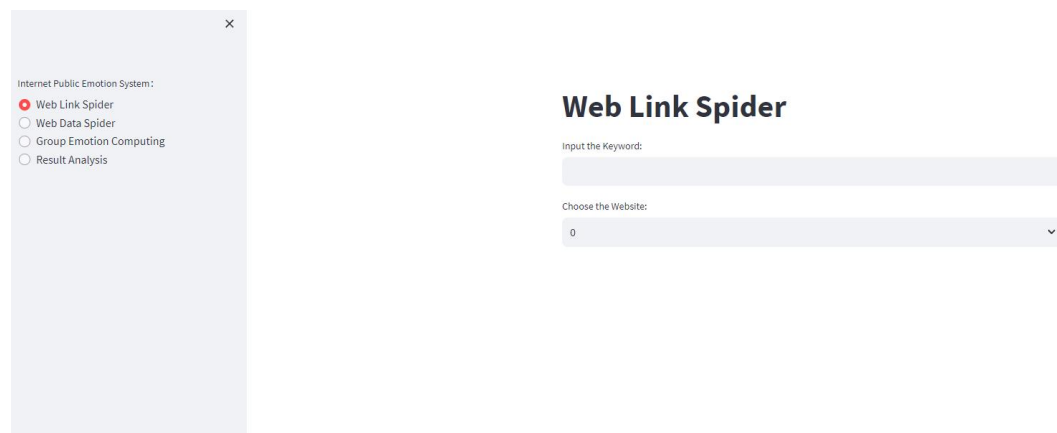 ×
Internet Public Emotion System：
Web Link Spider
Web Data Spider
Group Emotion Computing
Result Analysis
Web Link Spider
Input the Keyword:
Choose the Website:
0